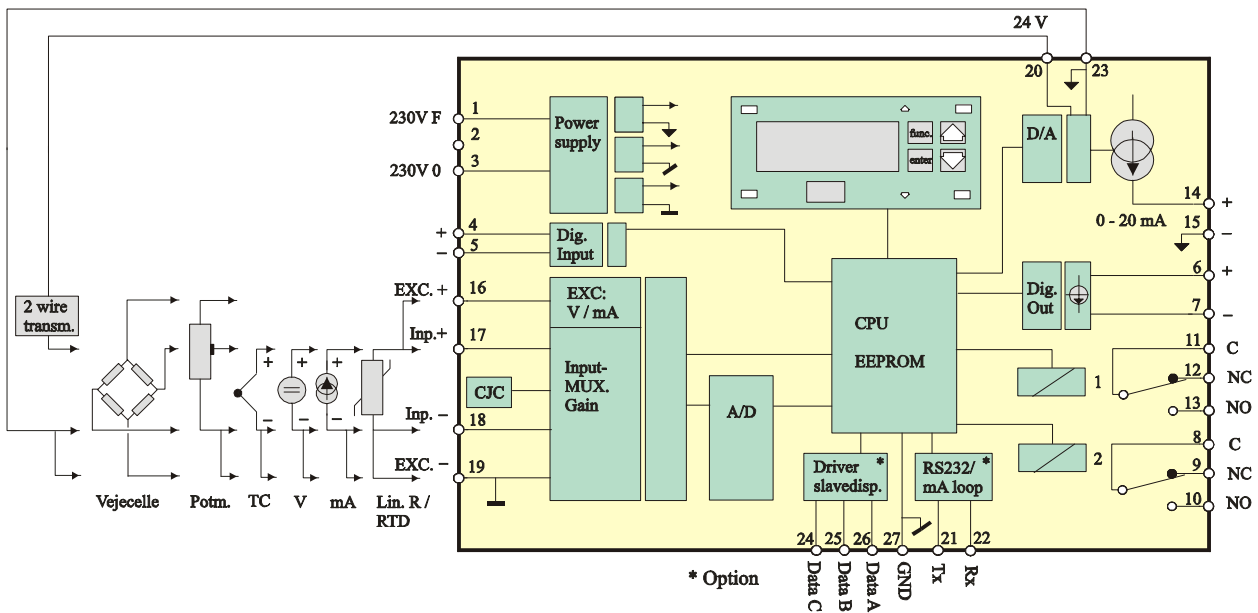 24 V
20
23
230V F
1
2
230V 0
3
Power
supply
func.
enter
D/A
14
+
0 - 20 mA
15
−
+
4
−
5
Dig.
Input
6
+
Dig.
Out
7
−
2 wire
transm.
EXC. +
16
EXC:
V / mA
Inp.+
17
CPU
EEPROM
Input-
MUX.
Gain
CJC
A/D
Inp. −
18
EXC. −
19
+
−
+
−
+
−
Vejecelle
Potm.
TC
V
mA
Lin. R /
RTD
11
C
1
12
NC
13
NO
8
C
2
9
NC
10
NO
Driver *
slavedisp.
RS232/ *
mA loop
24
25
26
27
21
22
Data C
Data B
Data A
GND
Tx
Rx
* Option